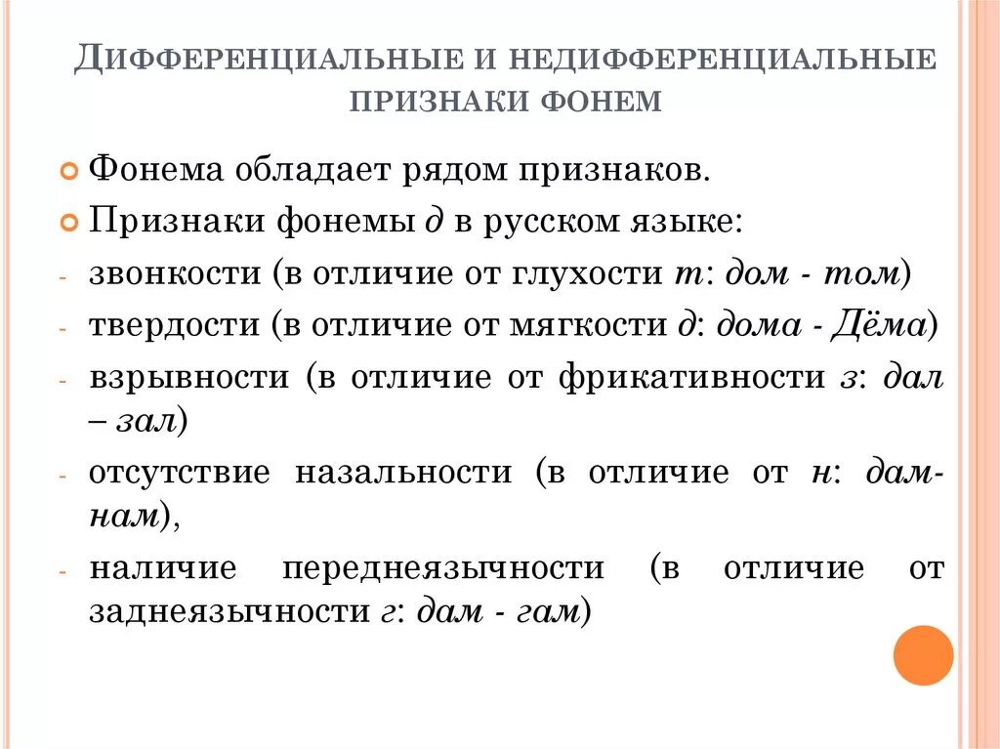 Дифференциальные и недифференциальные
признаки фонем
Фонема обладает рядом признаков.
Признаки фонемы д в русском языке:
- звонкости (в отличие от глухости т: дом - том)
- твердости (в отличие от мягкости д: дома - Дёма)
- взрывности (в отличие от фрикативности з: дал
– зал)
- отсутствие назальности (в отличие от н: дам-
нам),
- наличие переднеязычности (в отличие от
заднеязычности г: дам - гам)